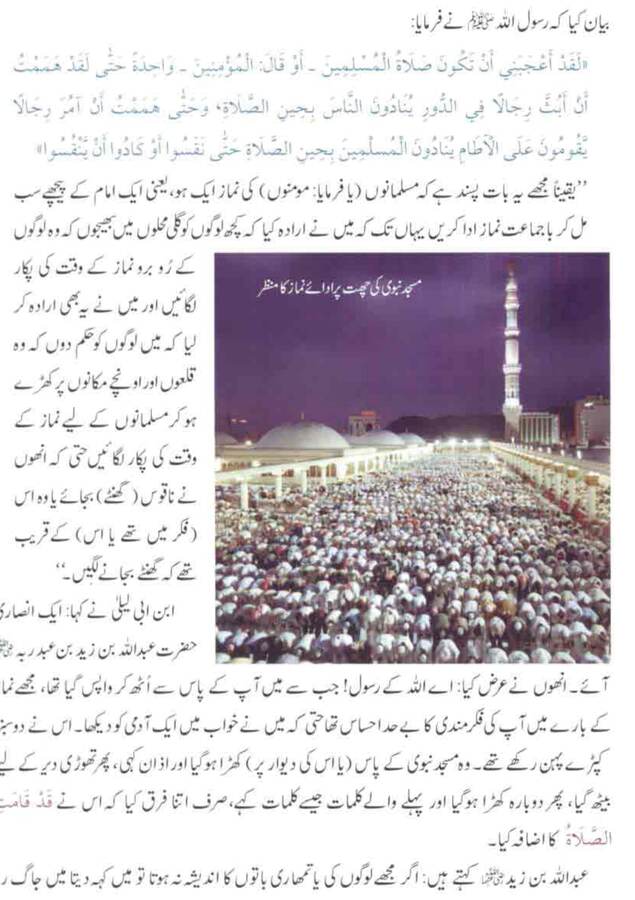 بیان کیا کہ رسول اللہ ﷺ نے فرمایا:
«لَقَدْ أَعْجَبَنِي أَنْ تَكُونَ صَلَاةُ الْمُسْلِمِينَ - أَوْ قَالَ: الْمُؤْمِنِينَ - وَاحِدَةً حَتَّى لَقَدْ هَمَمْتُ
أَنْ أَبُثَّ رِجَالًا فِي الدُّورِ يُنَادُونَ النَّاسَ بِحِينِ الصَّلَاةِ، وَحَتَّى هَمَمْتُ أَنْ آمُرَ رِجَالًا
يَقُومُونَ عَلَى الْآطَامِ يُنَادُونَ الْمُسْلِمِينَ بِحِينِ الصَّلَاةِ حَتَّى نَقَسُوا أَوْ كَادُوا أَنْ يَنْقُسُوا»
’’یقیناً مجھے یہ بات پسند ہے کہ مسلمانوں (یا فرمایا: مومنوں) کی نماز ایک ہو، یعنی ایک امام کے پیچھے سب
مل کر باجماعت نماز ادا کریں یہاں تک کہ میں نے ارادہ کیا کہ کچھ لوگوں کو گلی محلوں میں بھیجوں کہ وہ لوگوں
کے رُو برو نماز کے وقت کی پکار
لگائیں اور میں نے یہ بھی ارادہ کر
لیا کہ میں لوگوں کو حکم دوں کہ وہ
قلعوں اور اونچے مکانوں پر کھڑے
ہو کر مسلمانوں کے لیے نماز کے
وقت کی پکار لگائیں حتی کہ انھوں
نے ناقوس (گھنٹے) بجائے یا وہ اس
(فکر میں تھے یا اس) کے قریب
تھے کہ گھنٹے بجانے لگیں۔‘‘
مسجد نبوی کی چھت پر ادائے نماز کا منظر
ابن ابی لیلیٰ نے کہا: ایک انصاری
حضرت عبداللہ بن زید بن عبد ربہ
آئے۔ انھوں نے عرض کیا: اے اللہ کے رسول! جب سے میں آپ کے پاس سے اُٹھ کر واپس گیا تھا، مجھے
کے بارے میں آپ کی فکر مندی کا بے حد احساس تھا حتی کہ میں نے خواب میں ایک آدمی کو دیکھا۔ اس نے دو
کپڑے پہن رکھے تھے۔ وہ مسجد نبوی کے پاس (یا اس کی دیوار پر) کھڑا ہو گیا اور اذان کہی، پھر تھوڑی دیر کے
بیٹھ گیا، پھر دوبارہ کھڑا ہو گیا اور پہلے والے کلمات جیسے کلمات کہے، صرف اتنا فرق کیا کہ اس نے قَدْ قَامَتِ
الصَّلَاةُ کا اضافہ کیا۔
عبداللہ بن زید کہتے ہیں: اگر مجھے لوگوں کی یا تمھاری باتوں کا اندیشہ نہ ہوتا تو میں کہہ دیتا میں جاگ